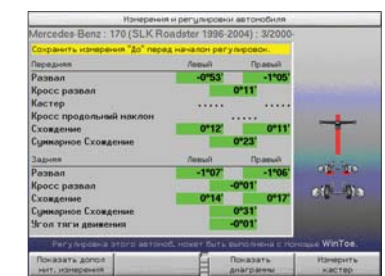 Измерения и регулировки автомобиля
Mercedes-Benz : 170 (SLK Roadster 1996-2004) : 3/2000-
Сохранить измерения "До" перед началом регулировок.
Передняя Левый Правый
Развал -0°53' -1°05'
Кросс развал 0°11'
Кастер ..... .....
Кросс продольный наклон .....
Схождение 0°12' 0°11'
Суммарное Схождение 0°23'
Задняя Левый Правый
Развал -1°07' -1°06'
Кросс развал -0°01'
Схождение 0°14' 0°17'
Суммарное Схождение 0°31'
Угол тяги движения -0°01'
Регулировка этого автомоб. может быть выполнена с помощью WinToe.
Показать допол Показать Измерить
нит. измерения диаграммы кастер